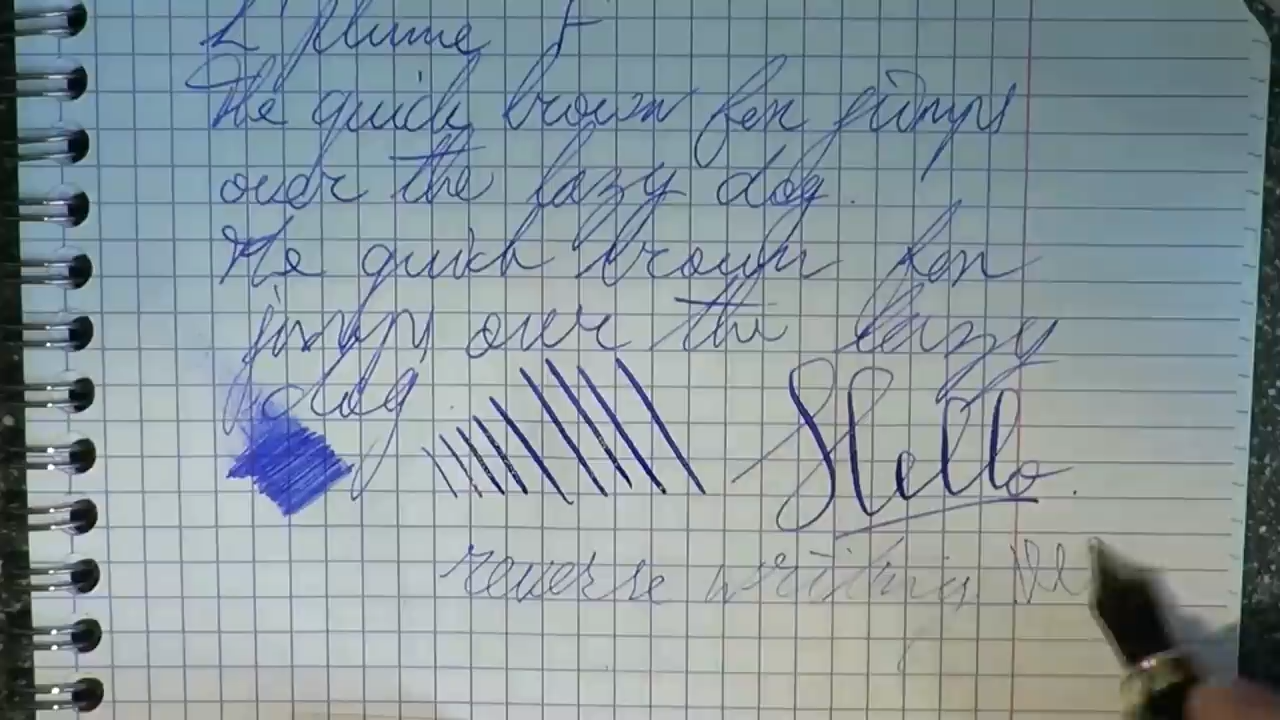 L'plume F
The quick brown fox jumps
over the lazy dog.
The quick brown fox
jumps over the lazy
dog
Hello.
reverse writing